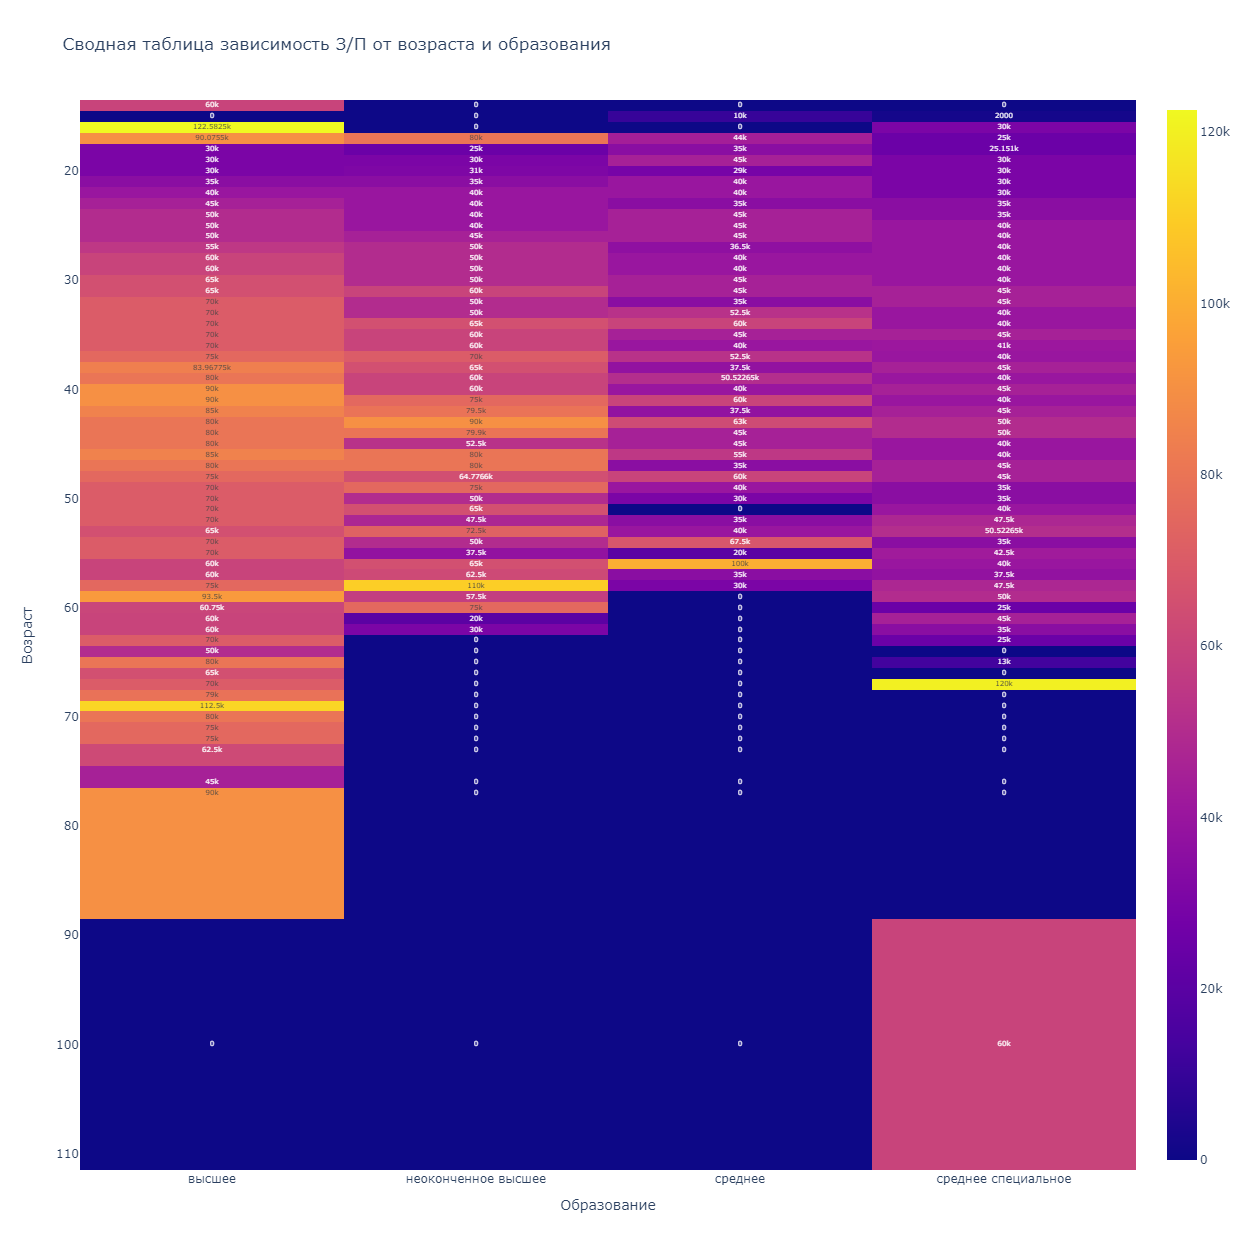 Сводная таблица зависимость З/П от возраста и образования
60k 0 0 0
0 0 10k 2000
122.5825k 0 0 30k
90.0755k 80k 44k 25k
30k 25k 35k 25.151k
30k 30k 45k 30k
20 30k 31k 29k 30k
35k 35k 40k 30k
40k 40k 40k 30k
45k 40k 35k 35k
50k 40k 45k 35k
50k 40k 45k 40k
50k 45k 45k 40k
55k 50k 36.5k 40k
60k 50k 40k 40k
60k 50k 40k 40k
30 65k 50k 45k 40k
65k 60k 45k 45k
70k 50k 35k 45k
70k 50k 52.5k 40k
70k 65k 60k 40k
70k 60k 45k 45k
70k 60k 40k 41k
75k 70k 52.5k 40k
83.96775k 65k 37.5k 45k
80k 60k 50.52265k 40k
40 90k 60k 40k 45k
90k 75k 60k 40k
85k 79.5k 37.5k 45k
80k 90k 63k 50k
80k 79.9k 45k 50k
80k 52.5k 45k 40k
85k 80k 55k 40k
80k 80k 35k 45k
75k 64.7766k 60k 45k
70k 75k 40k 35k
50 70k 50k 30k 35k
70k 65k 0 40k
70k 47.5k 35k 47.5k
65k 72.5k 40k 50.52265k
70k 50k 67.5k 35k
70k 37.5k 20k 42.5k
60k 65k 100k 40k
60k 62.5k 35k 37.5k
75k 110k 30k 47.5k
93.5k 57.5k 0 50k
60 60.75k 75k 0 25k
60k 20k 0 45k
60k 30k 0 35k
70k 0 0 25k
50k 0 0 0
80k 0 0 13k
65k 0 0 0
70k 0 0 120k
79k 0 0 0
112.5k 0 0 0
70 80k 0 0 0
75k 0 0 0
75k 0 0 0
62.5k 0 0 0
45k 0 0 0
90k 0 0 0
80
90
100 0 0 0 60k
110
Возраст
высшее неоконченное высшее среднее среднее специальное
Образование
120k
100k
80k
60k
40k
20k
0